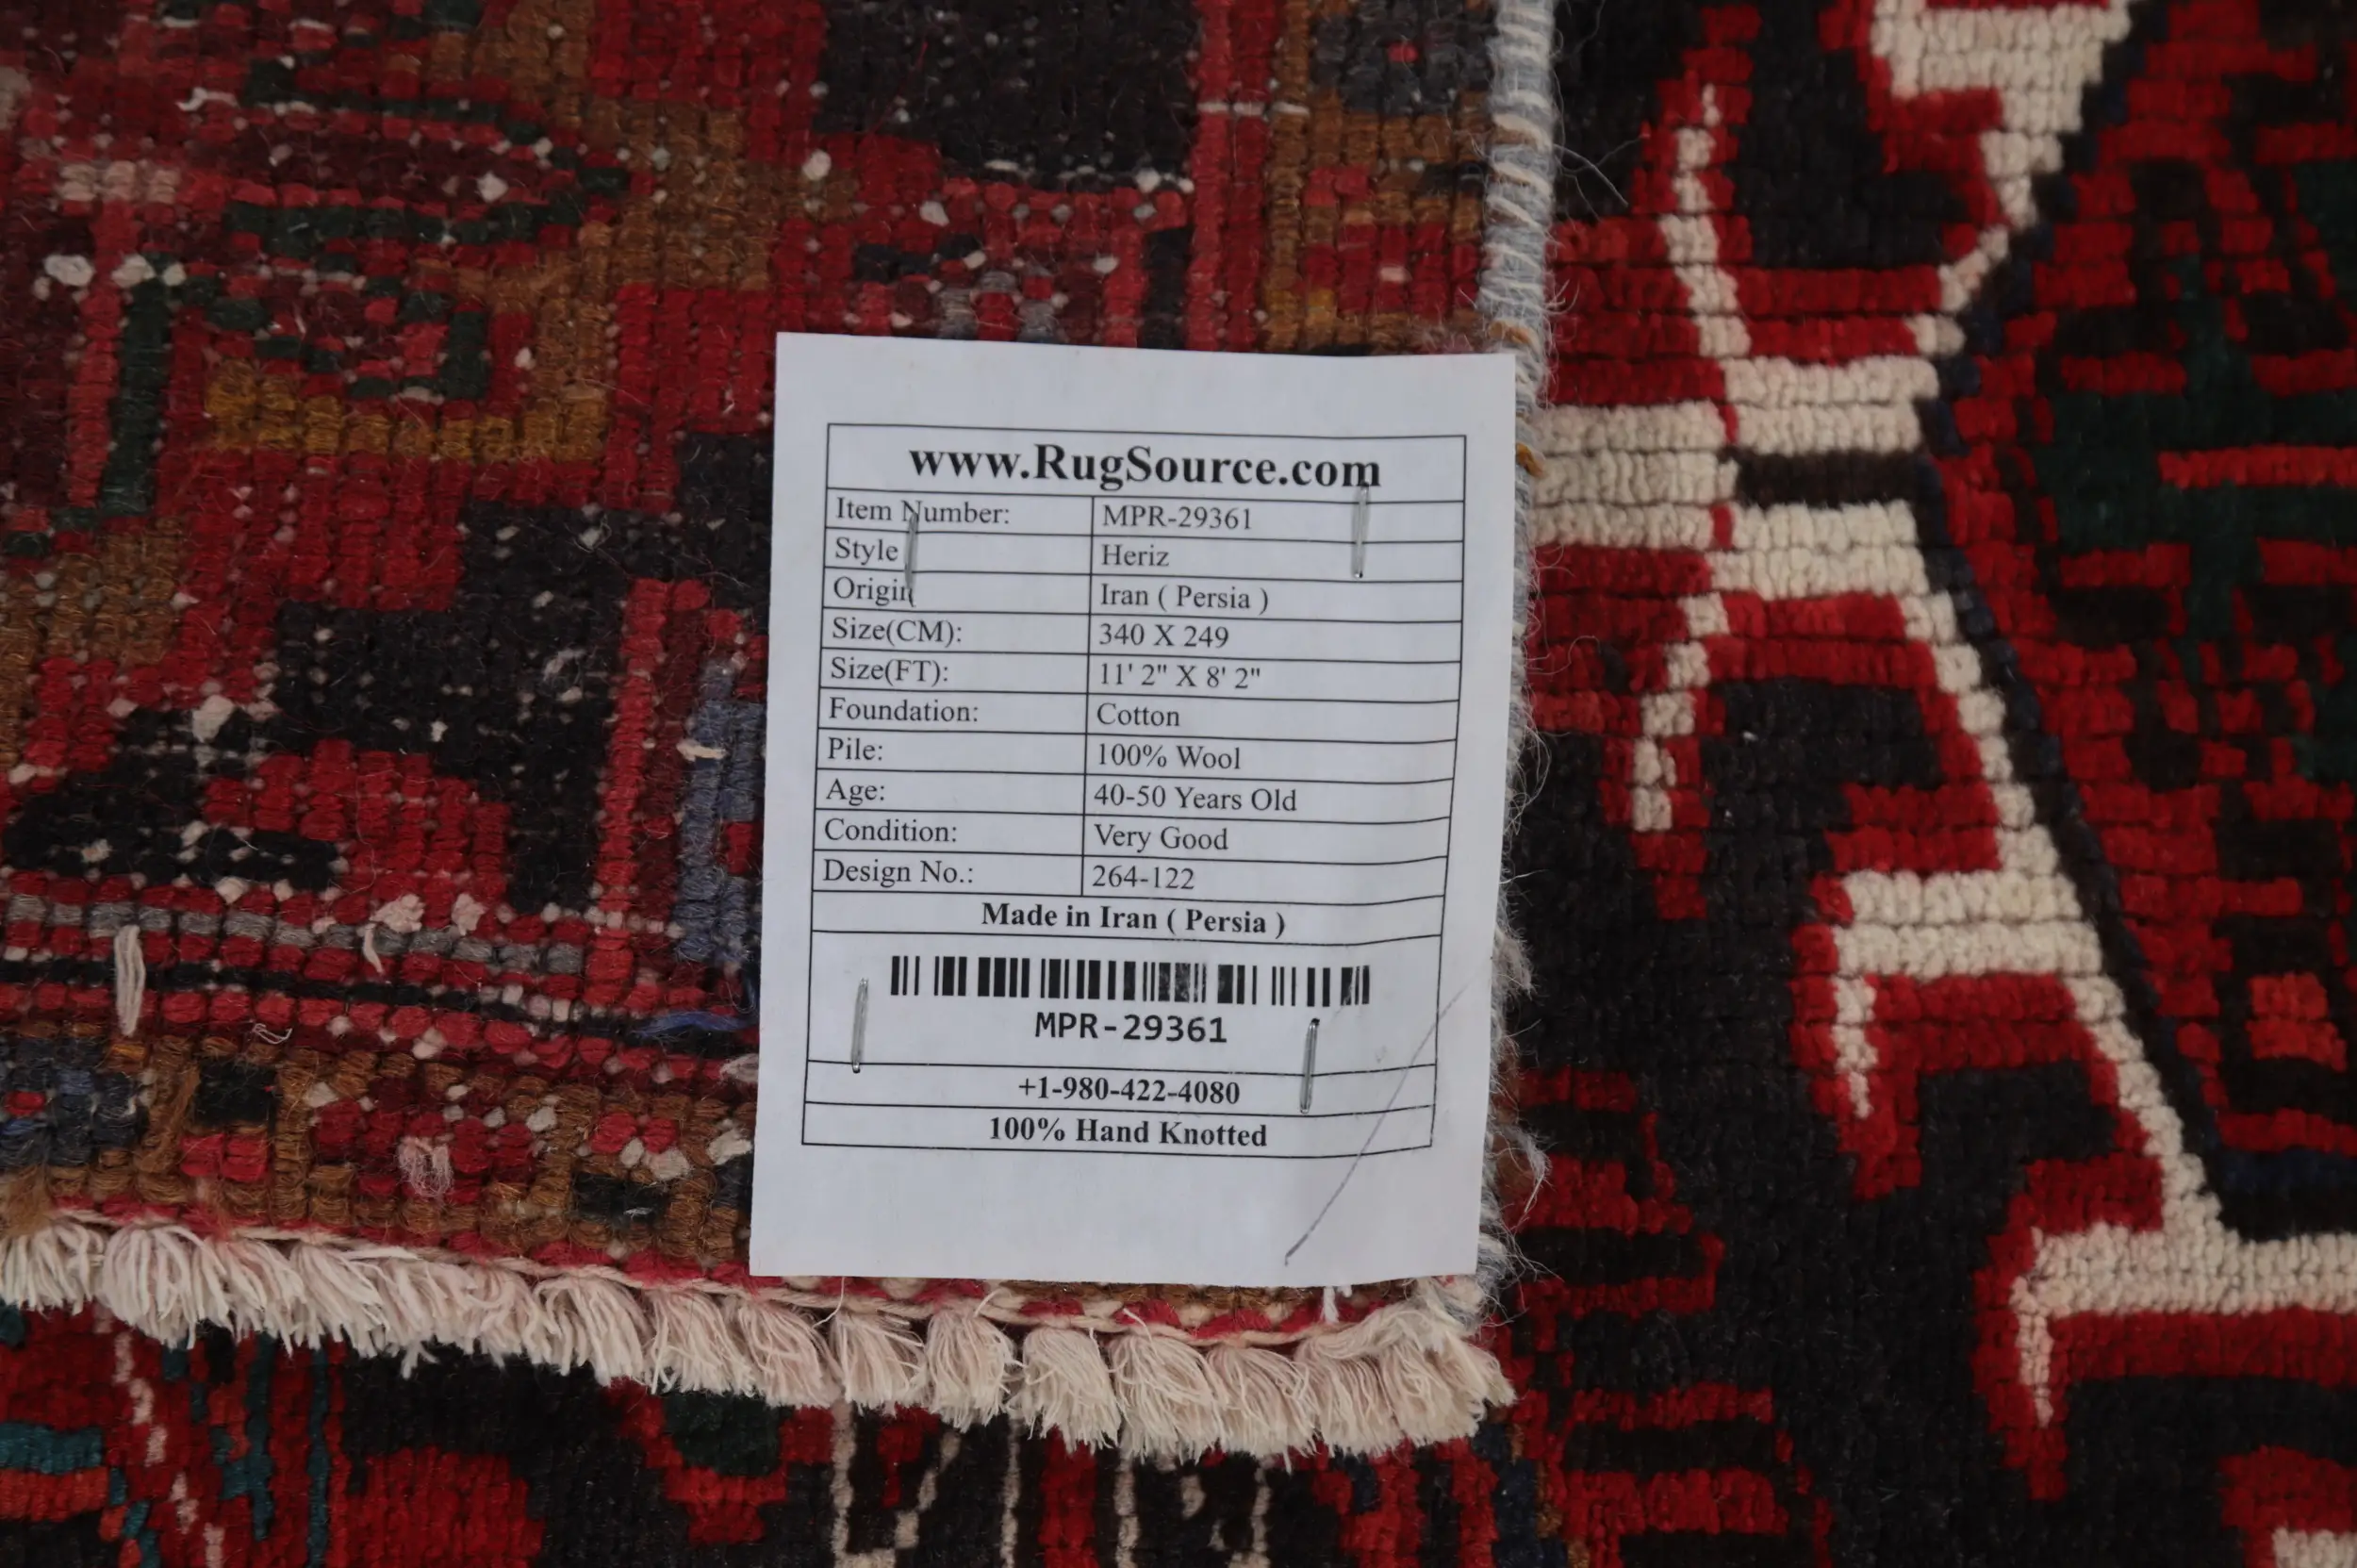 www.RugSource.com
Item Number: MPR-29361
Style Heriz
Origin Iran ( Persia )
Size(CM): 340 X 249
Size(FT): 11' 2" X 8' 2"
Foundation: Cotton
Pile: 100% Wool
Age: 40-50 Years Old
Condition: Very Good
Design No.: 264-122
Made in Iran ( Persia )
MPR-29361
+1-980-422-4080
100% Hand Knotted